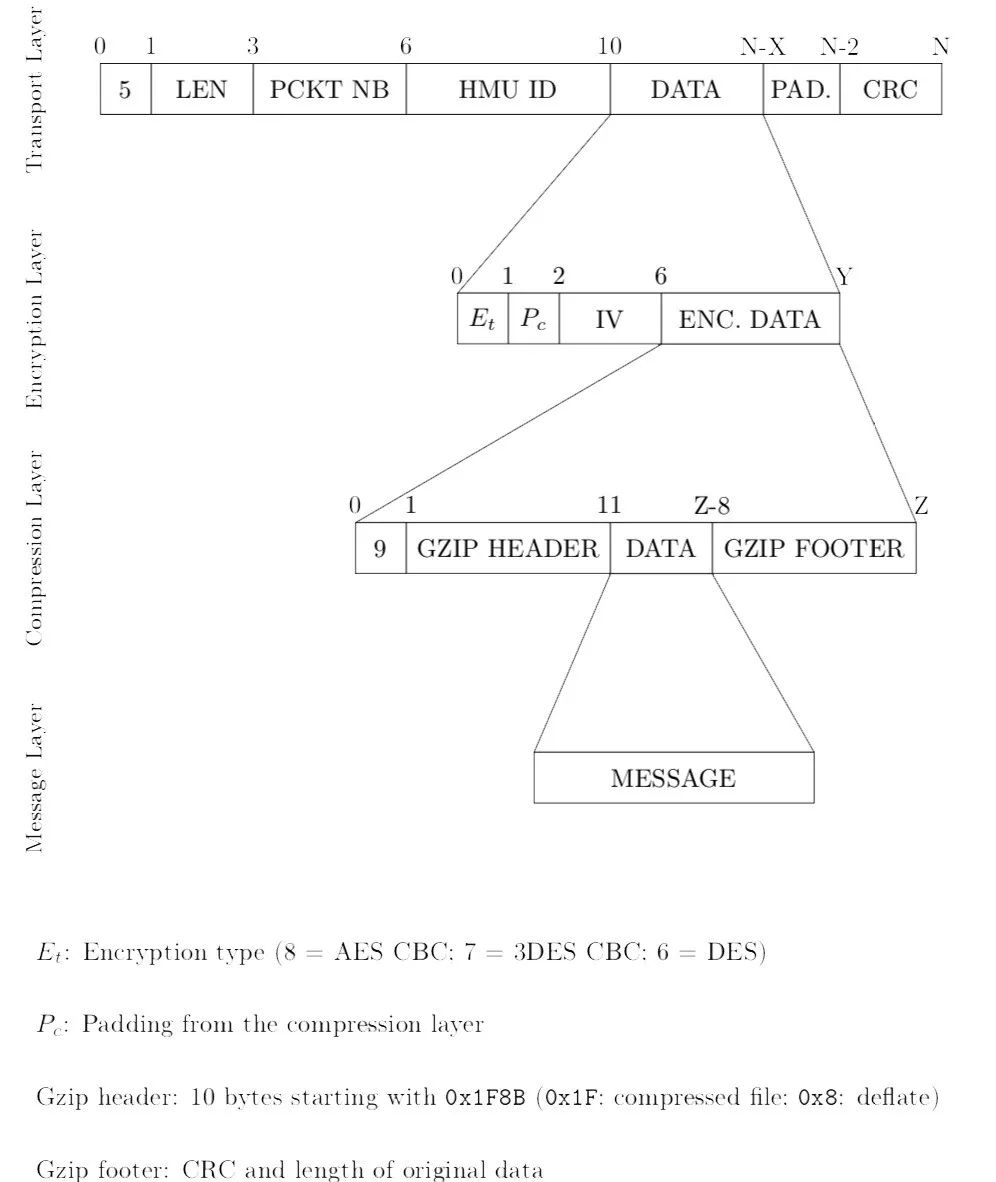 Transport Layer
0 1 3 6 10 N-X N-2 N
5 LEN PCKT NB HMU ID DATA PAD. CRC
Encryption Layer
0 1 2 6 Y
Et Pc IV ENC. DATA
Compression Layer
0 1 11 Z-8 Z
9 GZIP HEADER DATA GZIP FOOTER
Message Layer
MESSAGE
Et: Encryption type (8 = AES CBC; 7 = 3DES CBC; 6 = DES)
Pc: Padding from the compression layer
Gzip header: 10 bytes starting with 0x1F8B (0x1F: compressed file; 0x8: deflate)
Gzip footer: CRC and length of original data